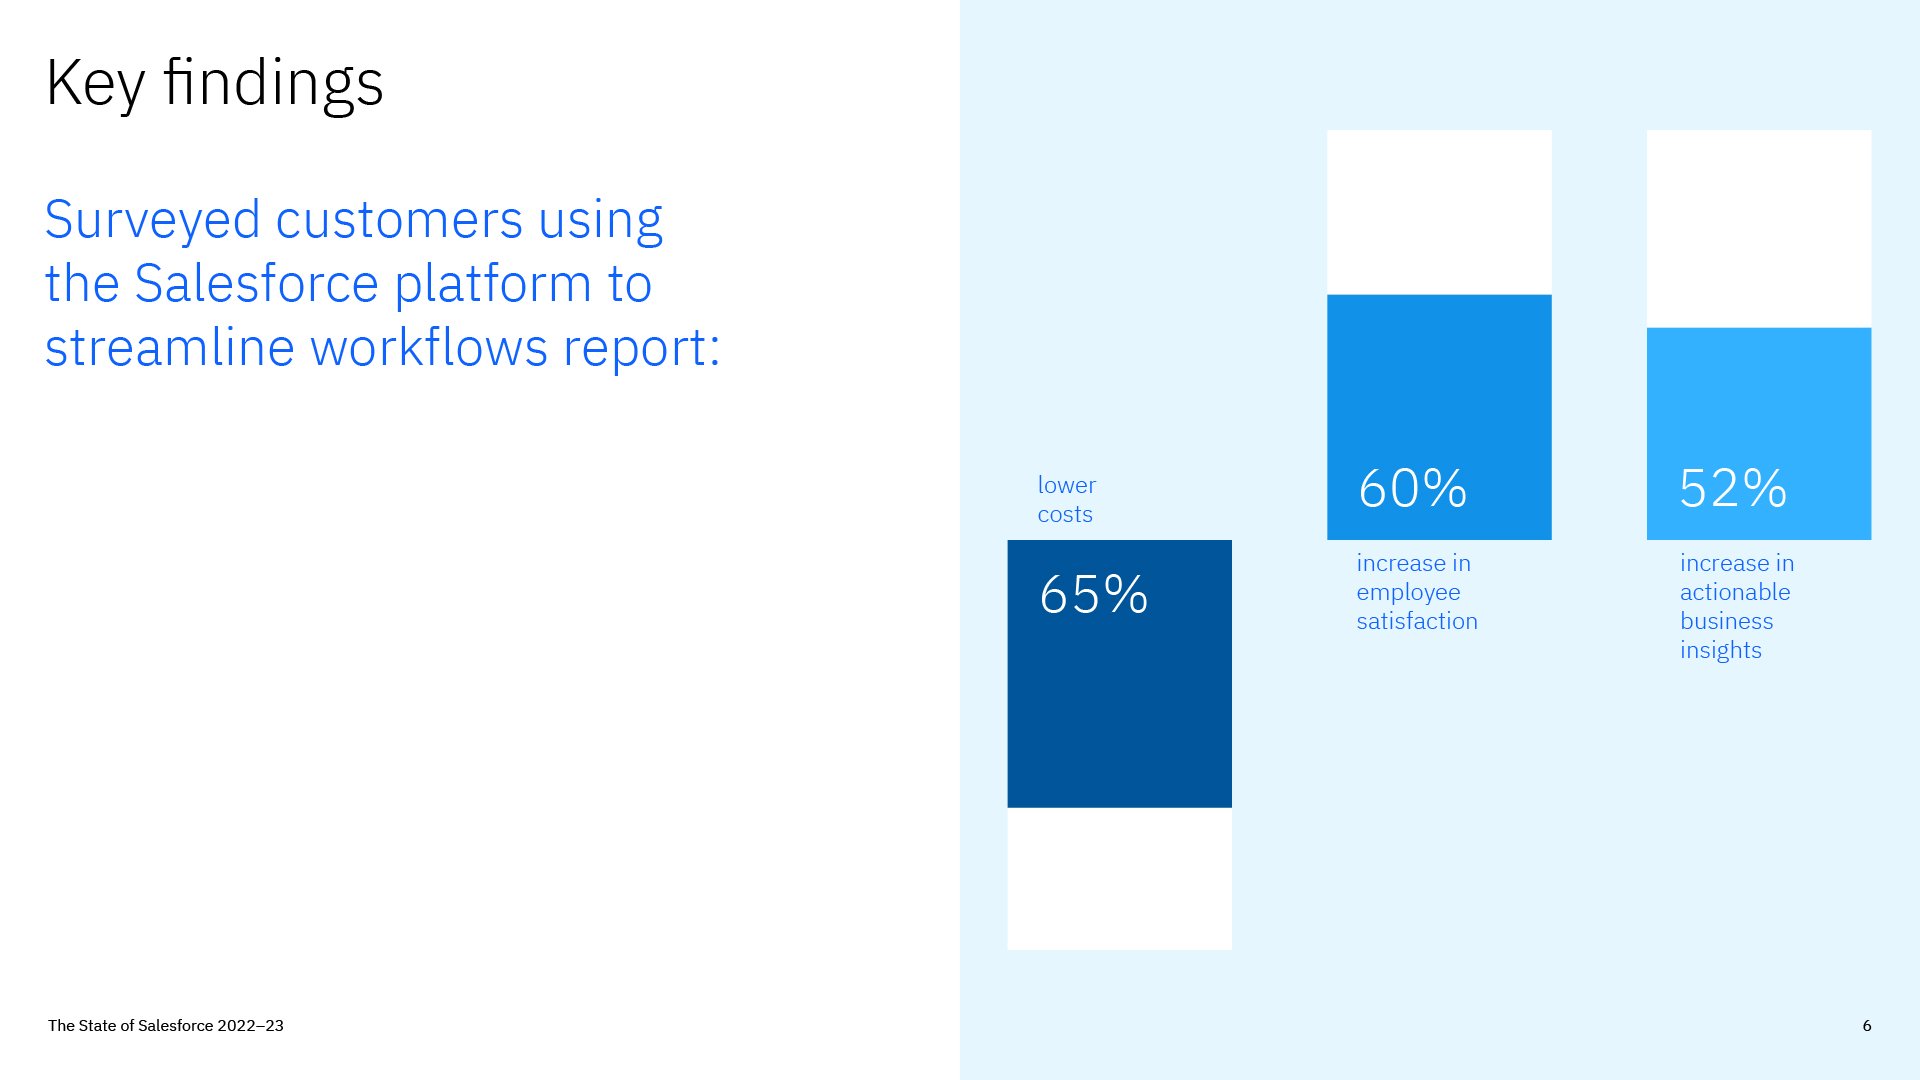 Key findings
Surveyed customers using
the Salesforce platform to
streamline workflows report:
lower
costs
65%
60%
increase in
employee
satisfaction
52%
increase in
actionable
business
insights
The State of Salesforce 2022–23
6